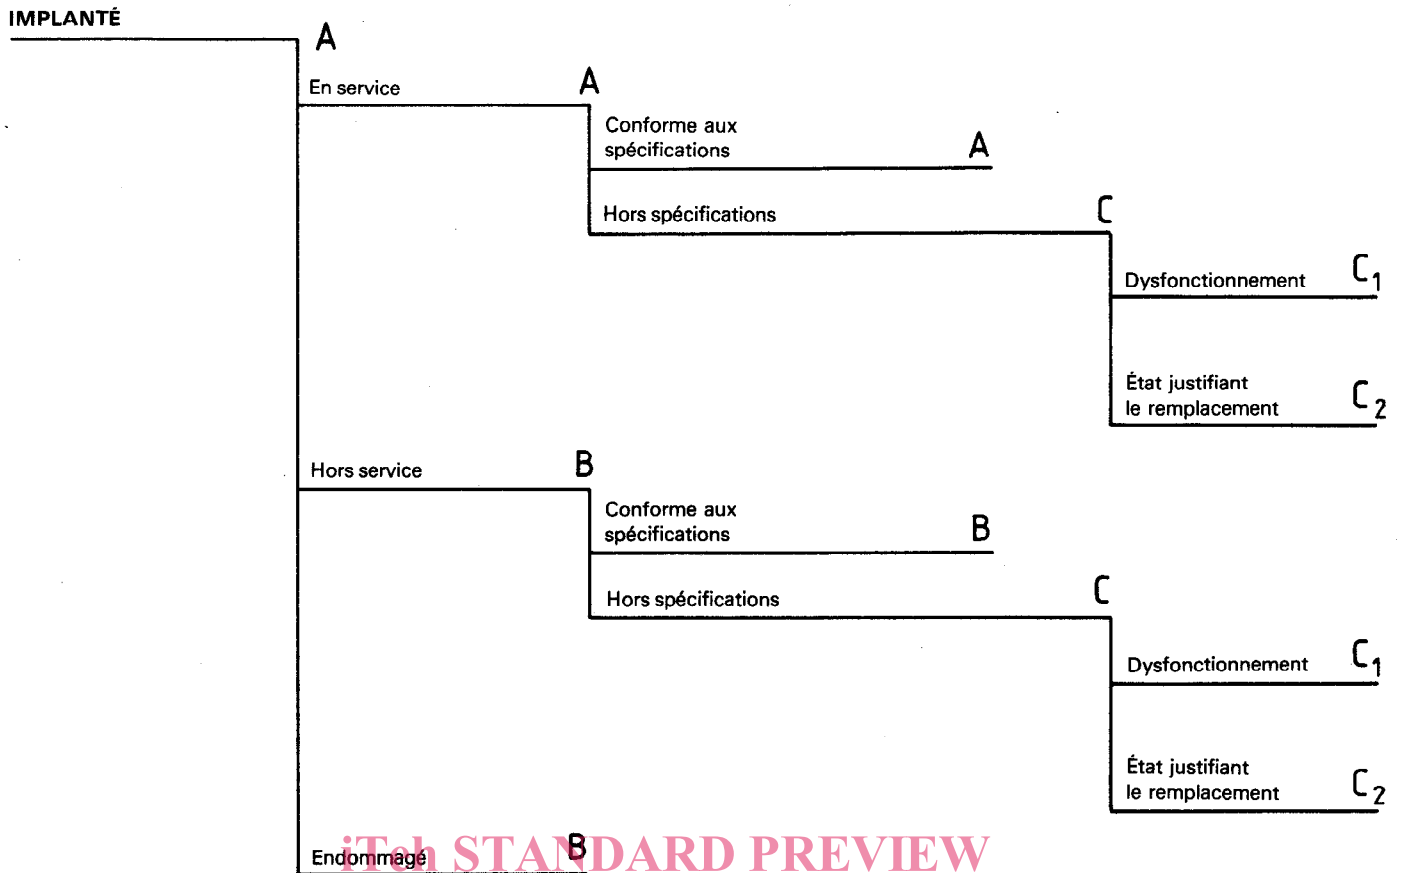 IMPLANTÉ
A
En service
A
Conforme aux
spécifications
A
Hors spécifications
C
Dysfonctionnement
C1
État justifiant
le remplacement
C2
Hors service
B
Conforme aux
spécifications
B
Hors spécifications
C
Dysfonctionnement
C1
État justifiant
le remplacement
C2
Endommagé
B
iTeh STANDARD PREVIEW